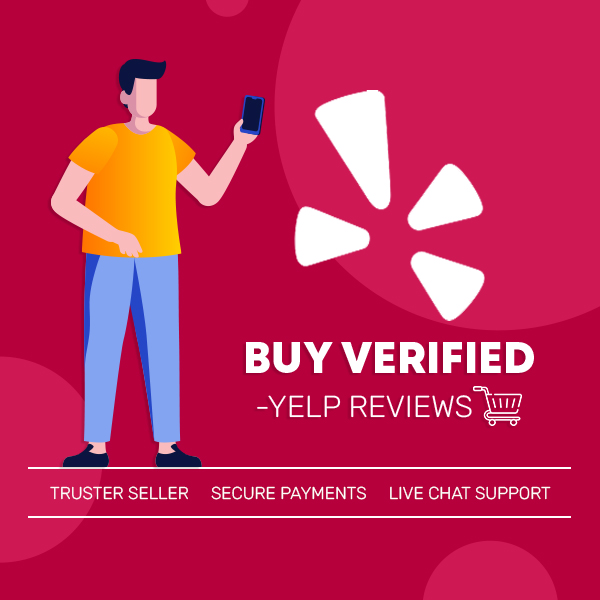 BUY VERIFIED
-YELP REVIEWS
TRUSTER SELLER SECURE PAYMENTS LIVE CHAT SUPPORT